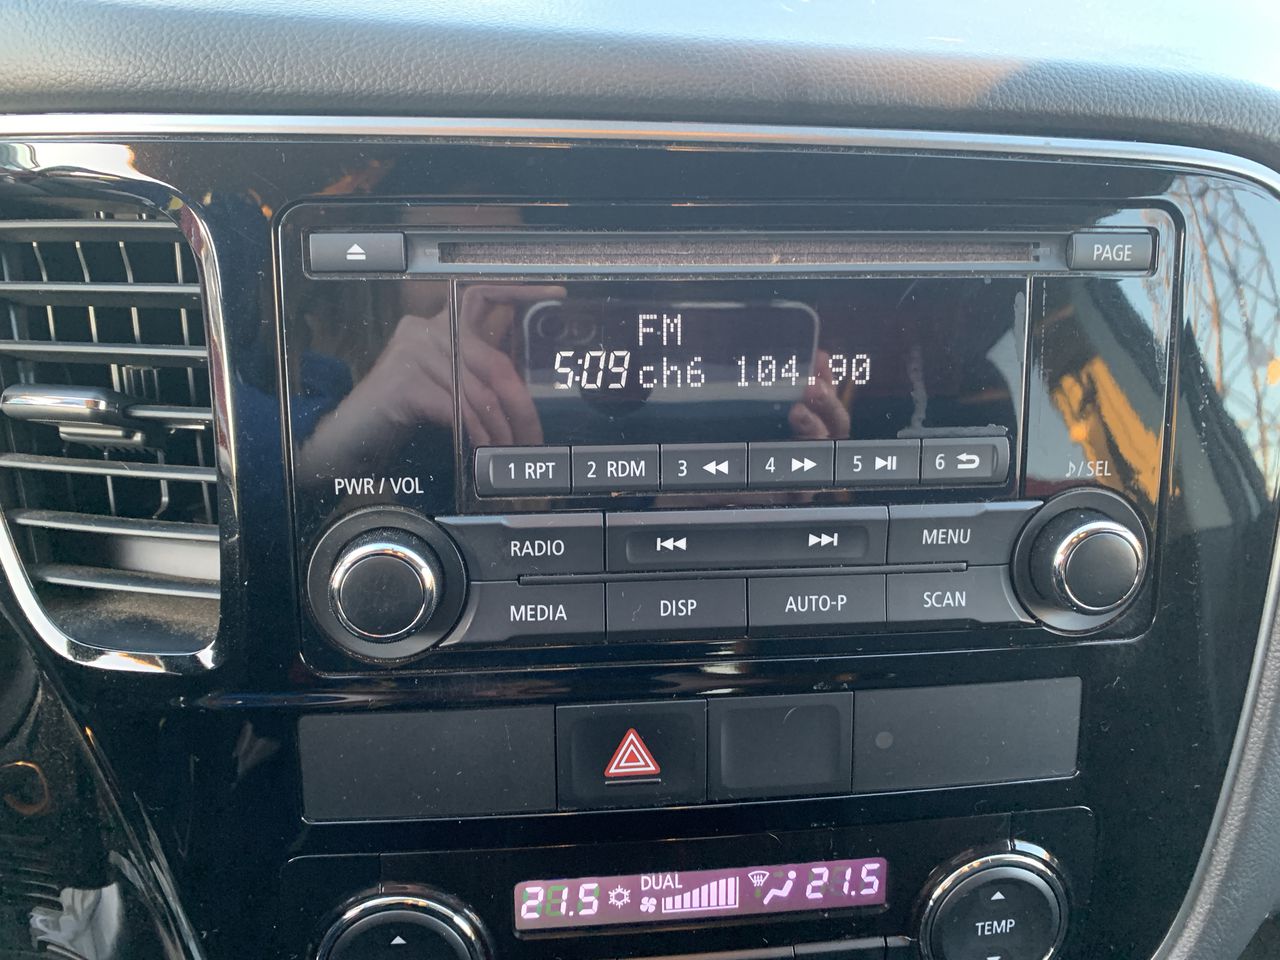 PAGE
FM
5:09 ch6 104.90
1 RPT 2 RDM 3 4 5 6
PWR / VOL
♪/SEL
RADIO
MENU
MEDIA DISP AUTO-P SCAN
DUAL
21.5 21.5
TEMP